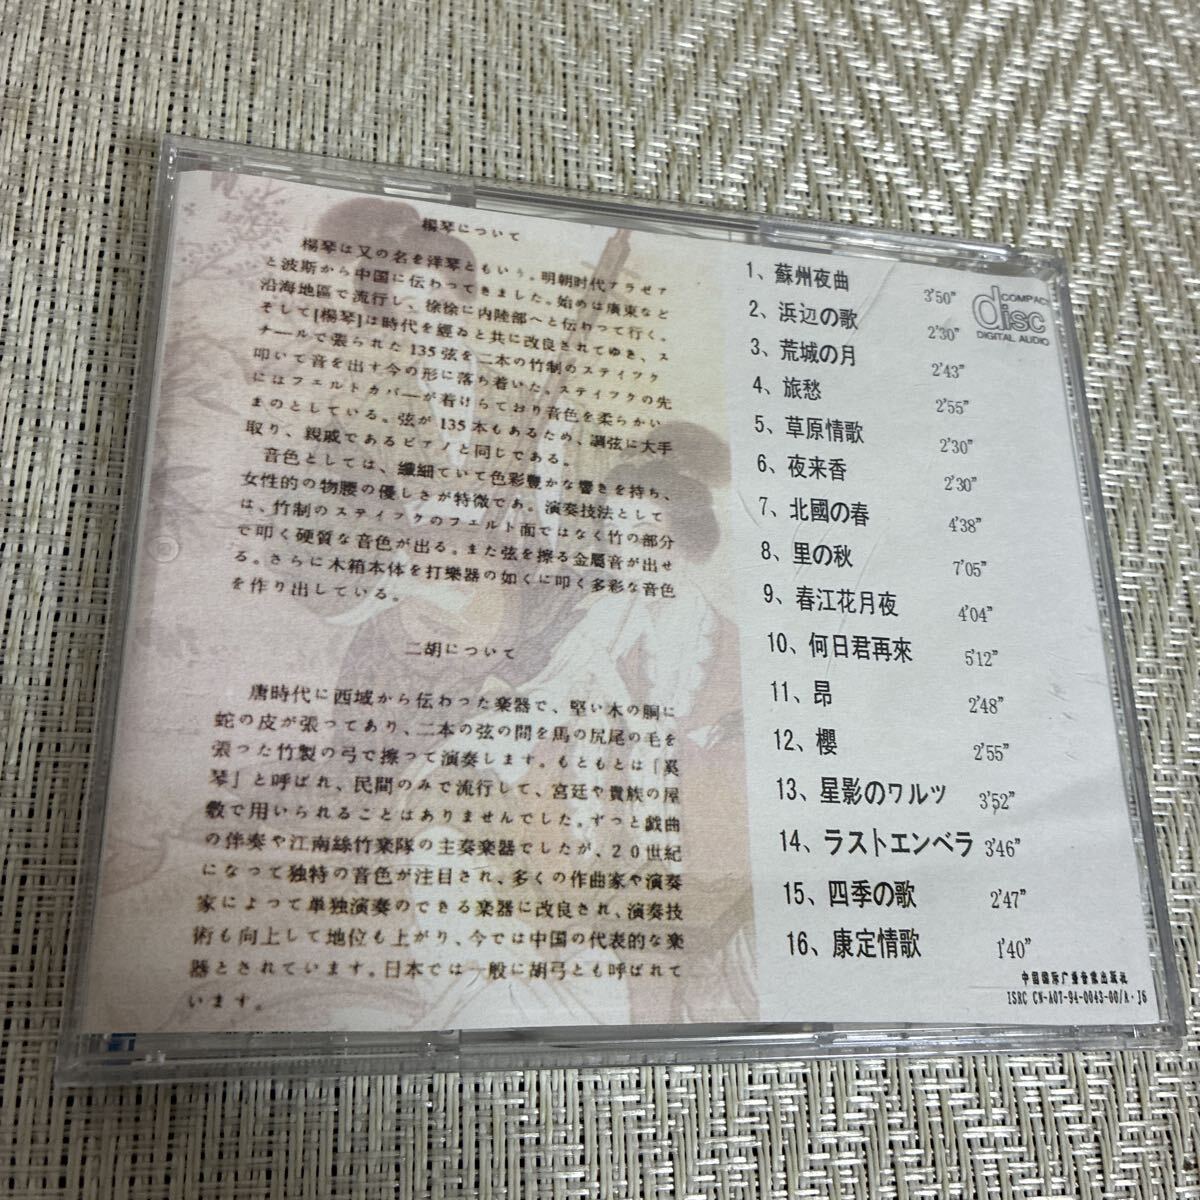 楊琴について
楊琴は又の名を洋琴ともいう。明朝时代アラゼア
と波斯から中国に伝わってきました。始めは廣東など
沿海地區で流行し、徐徐に内陸部へと伝わって行く。
そして[楊琴]は時代を經ゐと共に改良されてゆき、ス
チールで張られた135弦を二本の竹制のスティフク
叩いて音を出す今の形に落ち着いた。スティフクの先
にはフェルトカバーが着けらており音色を柔らかい
まのとしている。弦が135本もあるため、調弦に大手
取り、親戚であるピアノと同じである。
音色としては、繊細ていて色彩豊かな響きを持ち、
女性的の物腰の優しさが特微であ。演奏技法として
は、竹制のスティフクのフェルト面ではなく竹の部分
で叩く硬質な音色が出る。また弦を擦る金屬音が出せ
る。さらに木箱本体を打樂器の如くに叩く多彩な音色
を作り出している。
二胡について
唐時代に西域から伝わった楽器で、堅い木の胴に
蛇の皮が張ってあり、二本の弦の間を馬の尻尾の毛を
張った竹製の弓で擦って演奏します。もともとは「奚
琴」と呼ばれ、民間のみで流行して、宮廷や貴族の屋
敷で用いられることはありませんでした。ずっと戯曲
の伴奏や江南絲竹楽隊の主奏楽器でしたが、20世紀
になって独特の音色が注目され、多くの作曲家や演奏
家によって単独演奏のできる楽器に改良され、演奏技
術も向上して地位も上がり、今では中国の代表的な楽
器とされています。日本では一般に胡弓とも呼ばれて
います。
1、蘇州夜曲 3'50"
2、浜辺の歌 2'30"
3、荒城の月 2'43"
4、旅愁 2'55"
5、草原情歌 2'30"
6、夜来香 2'30"
7、北國の春 4'38"
8、里の秋 7'05"
9、春江花月夜 4'04"
10、何日君再來 5'12"
11、昴 2'48"
12、櫻 2'55"
13、星影のワルツ 3'52"
14、ラストエンベラ 3'46"
15、四季の歌 2'47"
16、康定情歌 1'40"
COMPACT
disc
DIGITAL AUDIO
中国国际广播音像出版社
ISRC CN-A07-94-0043-00/A·J6